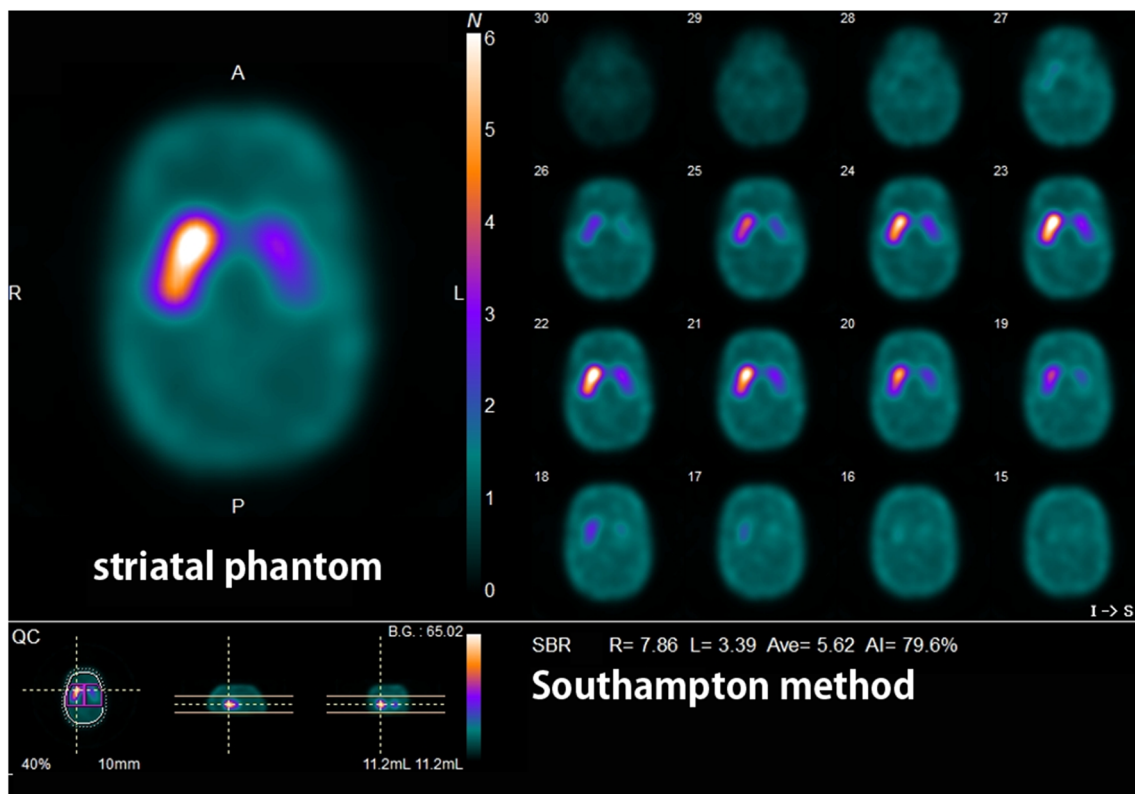 N
A
6
5
4
3
2
1
0
R
L
P
striatal phantom
30 29 28 27
26 25 24 23
22 21 20 19
18 17 16 15
I -> S
QC
B.G. : 65.02
40% 10mm
11.2mL 11.2mL
SBR R= 7.86 L= 3.39 Ave= 5.62 AI= 79.6%
Southampton method